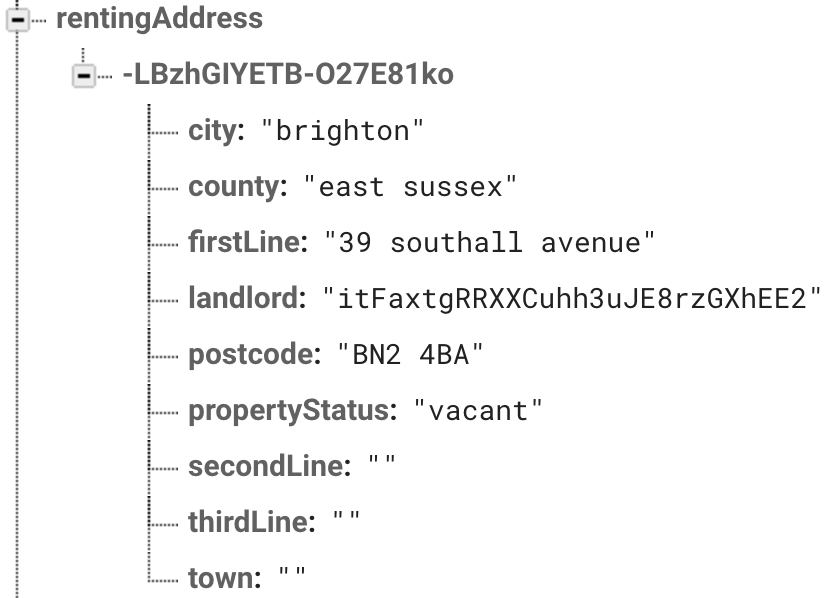 rentingAddress
-LBzhGIYETB-O27E81ko
city: "brighton"
county: "east sussex"
firstLine: "39 southall avenue"
landlord: "itFaxtgRRXXCuhh3uJE8rzGXhEE2"
postcode: "BN2 4BA"
propertyStatus: "vacant"
secondLine: ""
thirdLine: ""
town: ""